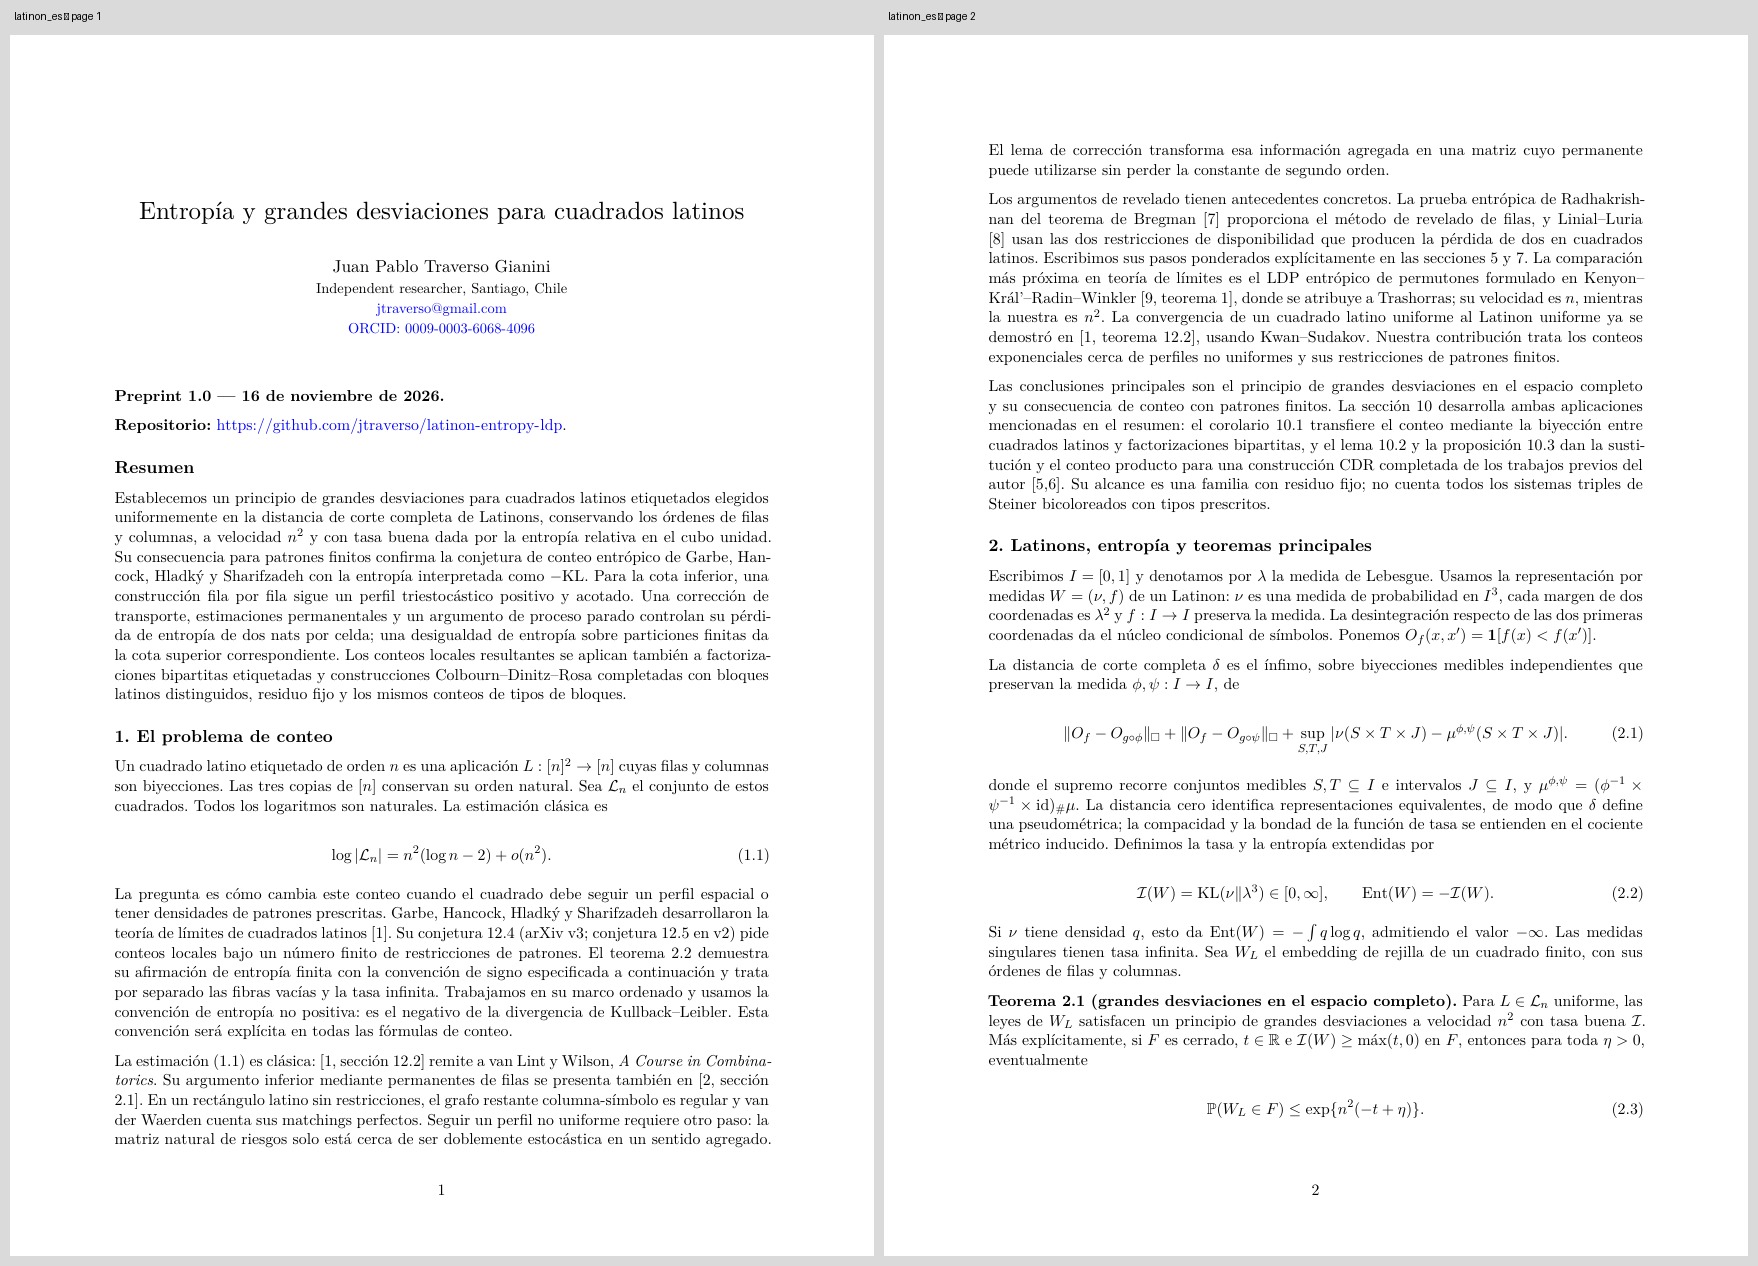 latinon_es page 1
Entropía y grandes desviaciones para cuadrados latinos
Juan Pablo Traverso Gianini
Independent researcher, Santiago, Chile
jtraverso@gmail.com
ORCID: 0009-0003-6068-4096
Preprint 1.0 — 16 de noviembre de 2026.
Repositorio: https://github.com/jtraverso/latinon-entropy-ldp.
Resumen
Establecemos un principio de grandes desviaciones para cuadrados latinos etiquetados elegidos
uniformemente en la distancia de corte completa de Latinons, conservando los órdenes de filas
y columnas, a velocidad n² y con tasa buena dada por la entropía relativa en el cubo unidad.
Su consecuencia para patrones finitos confirma la conjetura de conteo entrópico de Garbe, Han-
cock, Hladký y Sharifzadeh con la entropía interpretada como −KL. Para la cota inferior, una
construcción fila por fila sigue un perfil triestocástico positivo y acotado. Una corrección de
transporte, estimaciones permanentales y un argumento de proceso parado controlan su pérdi-
da de entropía de dos nats por celda; una desigualdad de entropía sobre particiones finitas da
la cota superior correspondiente. Los conteos locales resultantes se aplican también a factoriza-
ciones bipartitas etiquetadas y construcciones Colbourn–Dinitz–Rosa completadas con bloques
latinos distinguidos, residuo fijo y los mismos conteos de tipos de bloques.
1. El problema de conteo
Un cuadrado latino etiquetado de orden n es una aplicación L : [n]² → [n] cuyas filas y columnas
son biyecciones. Las tres copias de [n] conservan su orden natural. Sea ℒₙ el conjunto de estos
cuadrados. Todos los logaritmos son naturales. La estimación clásica es
log |ℒₙ| = n²(log n − 2) + o(n²). (1.1)
La pregunta es cómo cambia este conteo cuando el cuadrado debe seguir un perfil espacial o
tener densidades de patrones prescritas. Garbe, Hancock, Hladký y Sharifzadeh desarrollaron la
teoría de límites de cuadrados latinos [1]. Su conjetura 12.4 (arXiv v3; conjetura 12.5 en v2) pide
conteos locales bajo un número finito de restricciones de patrones. El teorema 2.2 demuestra
su afirmación de entropía finita con la convención de signo especificada a continuación y trata
por separado las fibras vacías y la tasa infinita. Trabajamos en su marco ordenado y usamos la
convención de entropía no positiva: es el negativo de la divergencia de Kullback–Leibler. Esta
convención será explícita en todas las fórmulas de conteo.
La estimación (1.1) es clásica: [1, sección 12.2] remite a van Lint y Wilson, A Course in Combina-
torics. Su argumento inferior mediante permanentes de filas se presenta también en [2, sección
2.1]. En un rectángulo latino sin restricciones, el grafo restante columna-símbolo es regular y van
der Waerden cuenta sus matchings perfectos. Seguir un perfil no uniforme requiere otro paso: la
matriz natural de riesgos solo está cerca de ser doblemente estocástica en un sentido agregado.
1
latinon_es page 2
El lema de corrección transforma esa información agregada en una matriz cuyo permanente
puede utilizarse sin perder la constante de segundo orden.
Los argumentos de revelado tienen antecedentes concretos. La prueba entrópica de Radhakrish-
nan del teorema de Bregman [7] proporciona el método de revelado de filas, y Linial–Luria
[8] usan las dos restricciones de disponibilidad que producen la pérdida de dos en cuadrados
latinos. Escribimos sus pasos ponderados explícitamente en las secciones 5 y 7. La comparación
más próxima en teoría de límites es el LDP entrópico de permutones formulado en Kenyon–
Král'–Radin–Winkler [9, teorema 1], donde se atribuye a Trashorras; su velocidad es n, mientras
la nuestra es n². La convergencia de un cuadrado latino uniforme al Latinon uniforme ya se
demostró en [1, teorema 12.2], usando Kwan–Sudakov. Nuestra contribución trata los conteos
exponenciales cerca de perfiles no uniformes y sus restricciones de patrones finitos.
Las conclusiones principales son el principio de grandes desviaciones en el espacio completo
y su consecuencia de conteo con patrones finitos. La sección 10 desarrolla ambas aplicaciones
mencionadas en el resumen: el corolario 10.1 transfiere el conteo mediante la biyección entre
cuadrados latinos y factorizaciones bipartitas, y el lema 10.2 y la proposición 10.3 dan la susti-
tución y el conteo producto para una construcción CDR completada de los trabajos previos del
autor [5,6]. Su alcance es una familia con residuo fijo; no cuenta todos los sistemas triples de
Steiner bicoloreados con tipos prescritos.
2. Latinons, entropía y teoremas principales
Escribimos I = [0, 1] y denotamos por λ la medida de Lebesgue. Usamos la representación por
medidas W = (ν, f) de un Latinon: ν es una medida de probabilidad en I³, cada margen de dos
coordenadas es λ² y f : I → I preserva la medida. La desintegración respecto de las dos primeras
coordenadas da el núcleo condicional de símbolos. Ponemos O_f(x, x′) = 𝟏[f(x) < f(x′)].
La distancia de corte completa δ es el ínfimo, sobre biyecciones medibles independientes que
preservan la medida ϕ, ψ : I → I, de
‖O_f − O_{g∘ϕ}‖_□ + ‖O_f − O_{g∘ψ}‖_□ + sup_{S,T,J} |ν(S × T × J) − μ^{ϕ,ψ}(S × T × J)|. (2.1)
donde el supremo recorre conjuntos medibles S, T ⊆ I e intervalos J ⊆ I, y μ^{ϕ,ψ} = (ϕ⁻¹ ×
ψ⁻¹ × id)_#μ. La distancia cero identifica representaciones equivalentes, de modo que δ define
una pseudométrica; la compacidad y la bondad de la función de tasa se entienden en el cociente
métrico inducido. Definimos la tasa y la entropía extendidas por
ℐ(W) = KL(ν‖λ³) ∈ [0, ∞], Ent(W) = −ℐ(W). (2.2)
Si ν tiene densidad q, esto da Ent(W) = − ∫ q log q, admitiendo el valor −∞. Las medidas
singulares tienen tasa infinita. Sea W_L el embedding de rejilla de un cuadrado finito, con sus
órdenes de filas y columnas.
Teorema 2.1 (grandes desviaciones en el espacio completo). Para L ∈ ℒₙ uniforme, las
leyes de W_L satisfacen un principio de grandes desviaciones a velocidad n² con tasa buena ℐ.
Más explícitamente, si F es cerrado, t ∈ ℝ e ℐ(W) ≥ máx(t, 0) en F, entonces para toda η > 0,
eventualmente
ℙ(W_L ∈ F) ≤ exp{n²(−t + η)}. (2.3)
2